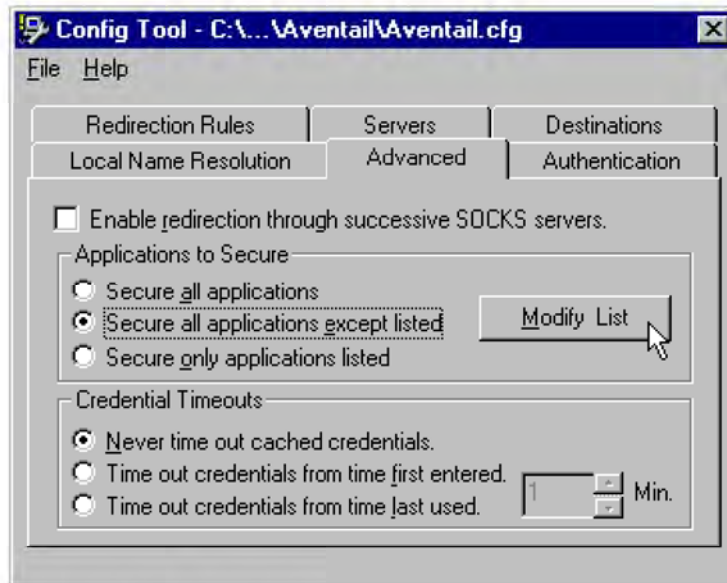 Config Tool - C:\...\Aventail\Aventail.cfg
File Help
Redirection Rules Servers Destinations
Local Name Resolution Advanced Authentication
Enable redirection through successive SOCKS servers.
Applications to Secure
Secure all applications
Secure all applications except listed
Modify List
Secure only applications listed
Credential Timeouts
Never time out cached credentials.
Time out credentials from time first entered.
1 Min.
Time out credentials from time last used.